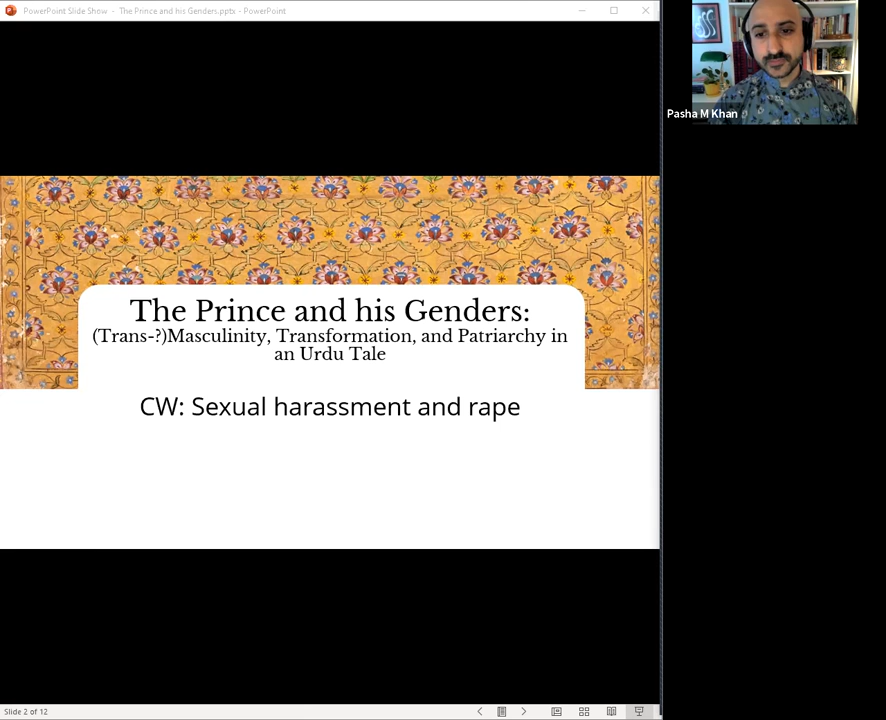 PowerPoint Slide Show - The Prince and his Genders.pptx - PowerPoint
Pasha M Khan
The Prince and his Genders:
(Trans-?)Masculinity, Transformation, and Patriarchy in
an Urdu Tale
CW: Sexual harassment and rape
Slide 2 of 12